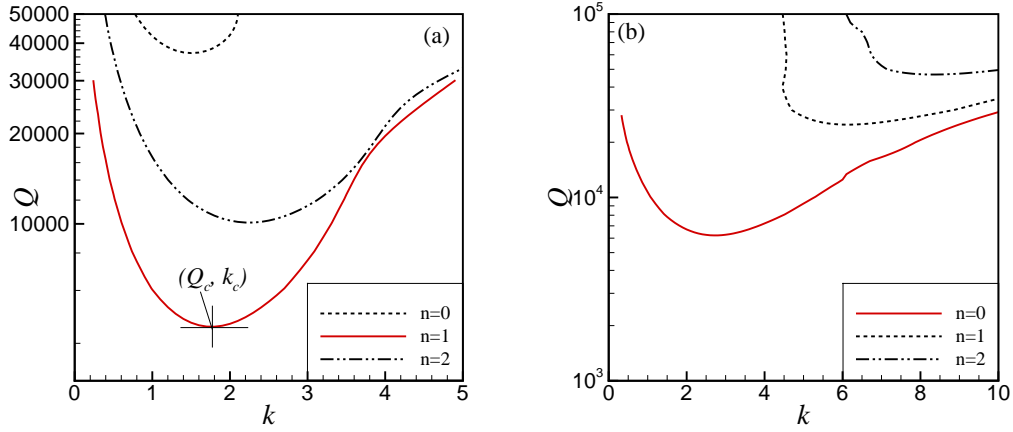 (a)
50000
40000
30000
20000
10000
Q
(Q_c, k_c)
n=0
n=1
n=2
0 1 2 3 4 5
k
(b)
10^5
10^4
10^3
Q
n=0
n=1
n=2
0 2 4 6 8 10
k